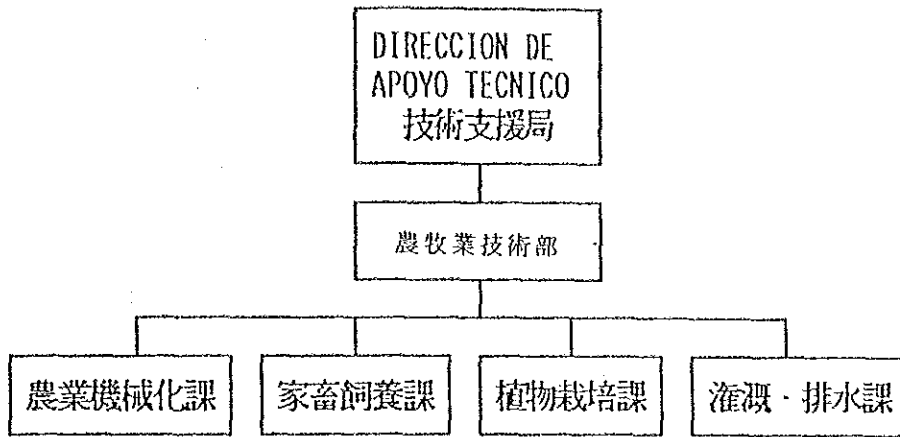 DIRECCION DE
APOYO TECNICO
技術支援局
農牧業技術部
農業機械化課
家畜飼養課
植物栽培課
灌漑・排水課